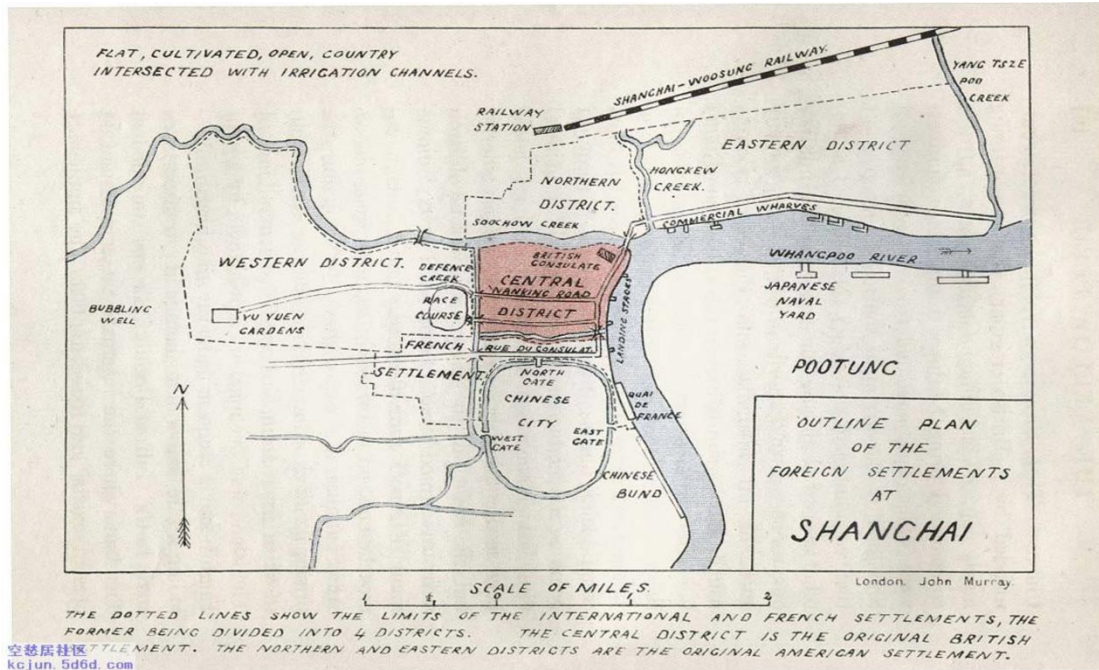 FLAT, CULTIVATED, OPEN, COUNTRY
INTERSECTED WITH IRRIGATION CHANNELS.
SHANGHAI-WOOSUNG RAILWAY.
YANG TSZE
POO
CREEK
RAILWAY
STATION
EASTERN DISTRICT
HONGKEW
CREEK.
NORTHERN
DISTRICT.
COMMERCIAL WHARVES
SOOCHOW CREEK
WHANGPOO RIVER
BRITISH
CONSULATE
WESTERN DISTRICT.
DEFENCE
CREEK
CENTRAL
NANKING ROAD
DISTRICT
JAPANESE
NAVAL
YARD
RACE
COURSE
BUBBLING
WELL
YU YUEN
GARDENS
LANDING STAGES
FRENCH
SETTLEMENT
RUE DU CONSULAT.
POOTUNG
NORTH
GATE
CHINESE
CITY
N
QUAI
DE
FRANCE
WEST
GATE
EAST
GATE
CHINESE
BUND
OUTLINE PLAN
OF THE
FOREIGN SETTLEMENTS
AT
SHANGHAI
London. John Murray.
SCALE OF MILES.
1 ½ 0 1 2
THE DOTTED LINES SHOW THE LIMITS OF THE INTERNATIONAL AND FRENCH SETTLEMENTS, THE
FORMER BEING DIVIDED INTO 4 DISTRICTS. THE CENTRAL DISTRICT IS THE ORIGINAL BRITISH
TTLEMENT. THE NORTHERN AND EASTERN DISTRICTS ARE THE ORIGINAL AMERICAN SETTLEMENT.
空愁居社区
kcjun.5d6d.com